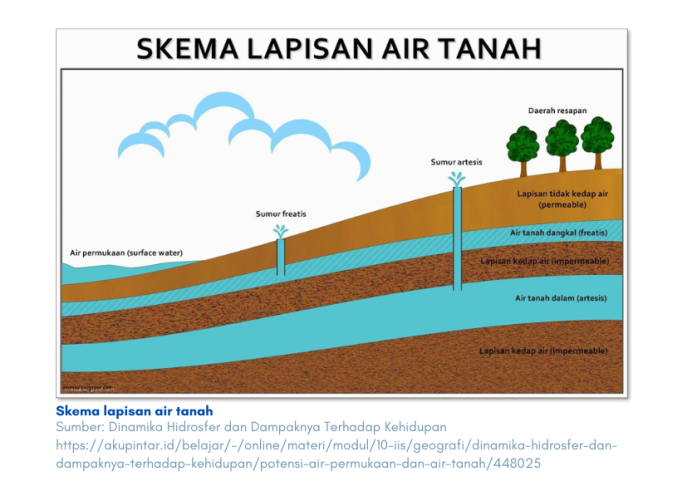 SKEMA LAPISAN AIR TANAH
Daerah resapan
Sumur artesis
Lapisan tidak kedap air
(permeable)
Sumur freatis
Air tanah dangkal (freatis)
Air permukaan (surface water)
Lapisan kedap air (impermeable)
Air tanah dalam (artesis)
Lapisan kedap air (impermeable)
Skema lapisan air tanah
Sumber: Dinamika Hidrosfer dan Dampaknya Terhadap Kehidupan
https://akupintar.id/belajar/-/online/materi/modul/10-iis/geografi/dinamika-hidrosfer-dan-
dampaknya-terhadap-kehidupan/potensi-air-permukaan-dan-air-tanah/448025